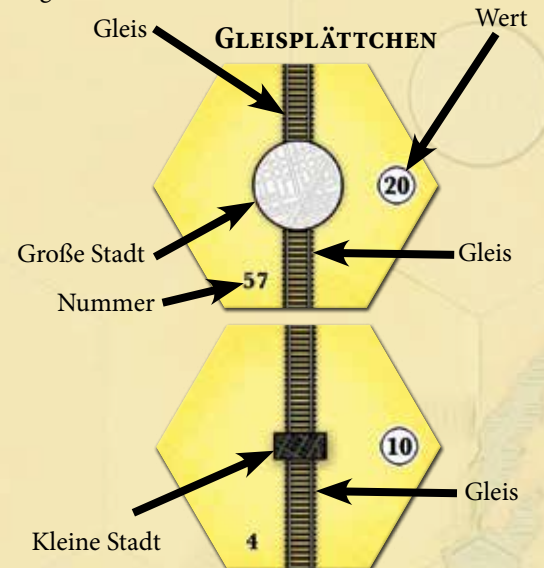 Wert
Gleis
GLEISPLÄTTCHEN
20
Große Stadt
Gleis
57
Nummer
10
Gleis
Kleine Stadt
4